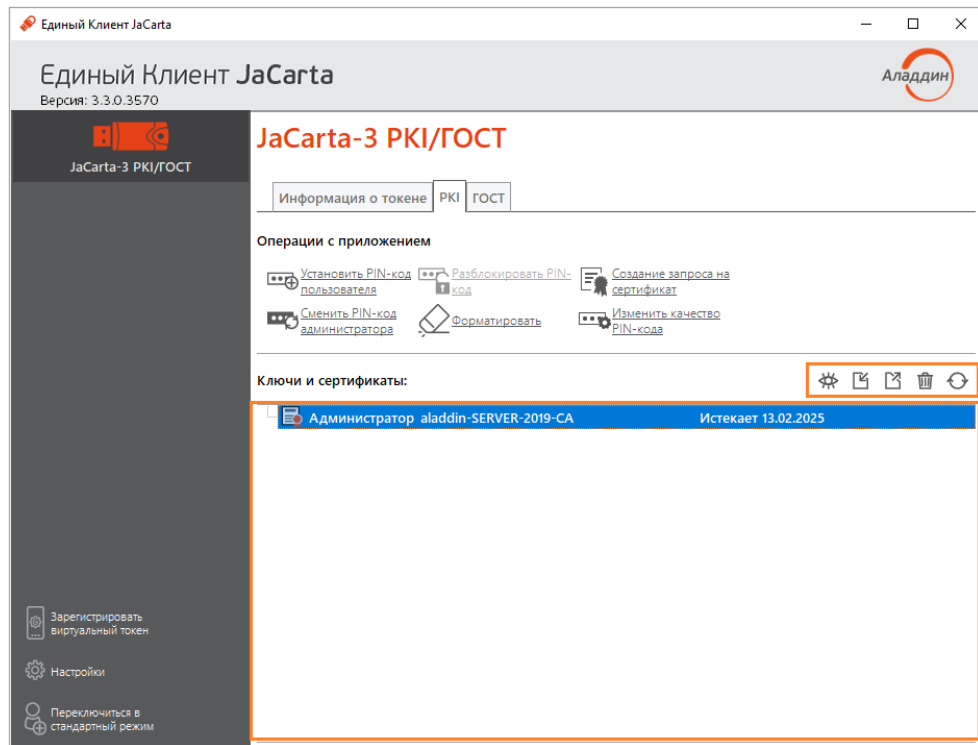 Единый Клиент JaCarta
Единый Клиент JaCarta
Версия: 3.3.0.3570
Аладдин
JaCarta-3 PKI/ГОСТ
JaCarta-3 PKI/ГОСТ
Информация о токене PKI ГОСТ
Операции с приложением
Установить PIN-код
пользователя
Разблокировать PIN-
код
Создание запроса на
сертификат
Сменить PIN-код
администратора
Форматировать
Изменить качество
PIN-кода
Ключи и сертификаты:
Администратор aladdin-SERVER-2019-CA Истекает 13.02.2025
Зарегистрировать
виртуальный токен
Настройки
Переключиться в
стандартный режим